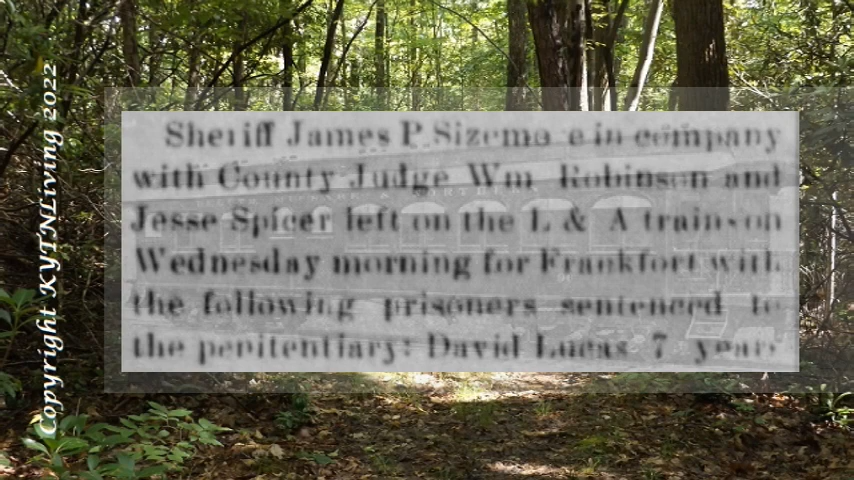 Sheriff James P Sizemo e in company
with County Judge Wm Robinson and
Jesse Spicer left on the L & A train on
Wednesday morning for Frankfort with
the following prisoners sentenced to
the penitentiary: David Lucas 7 years
Copyright KyTNLiving 2022